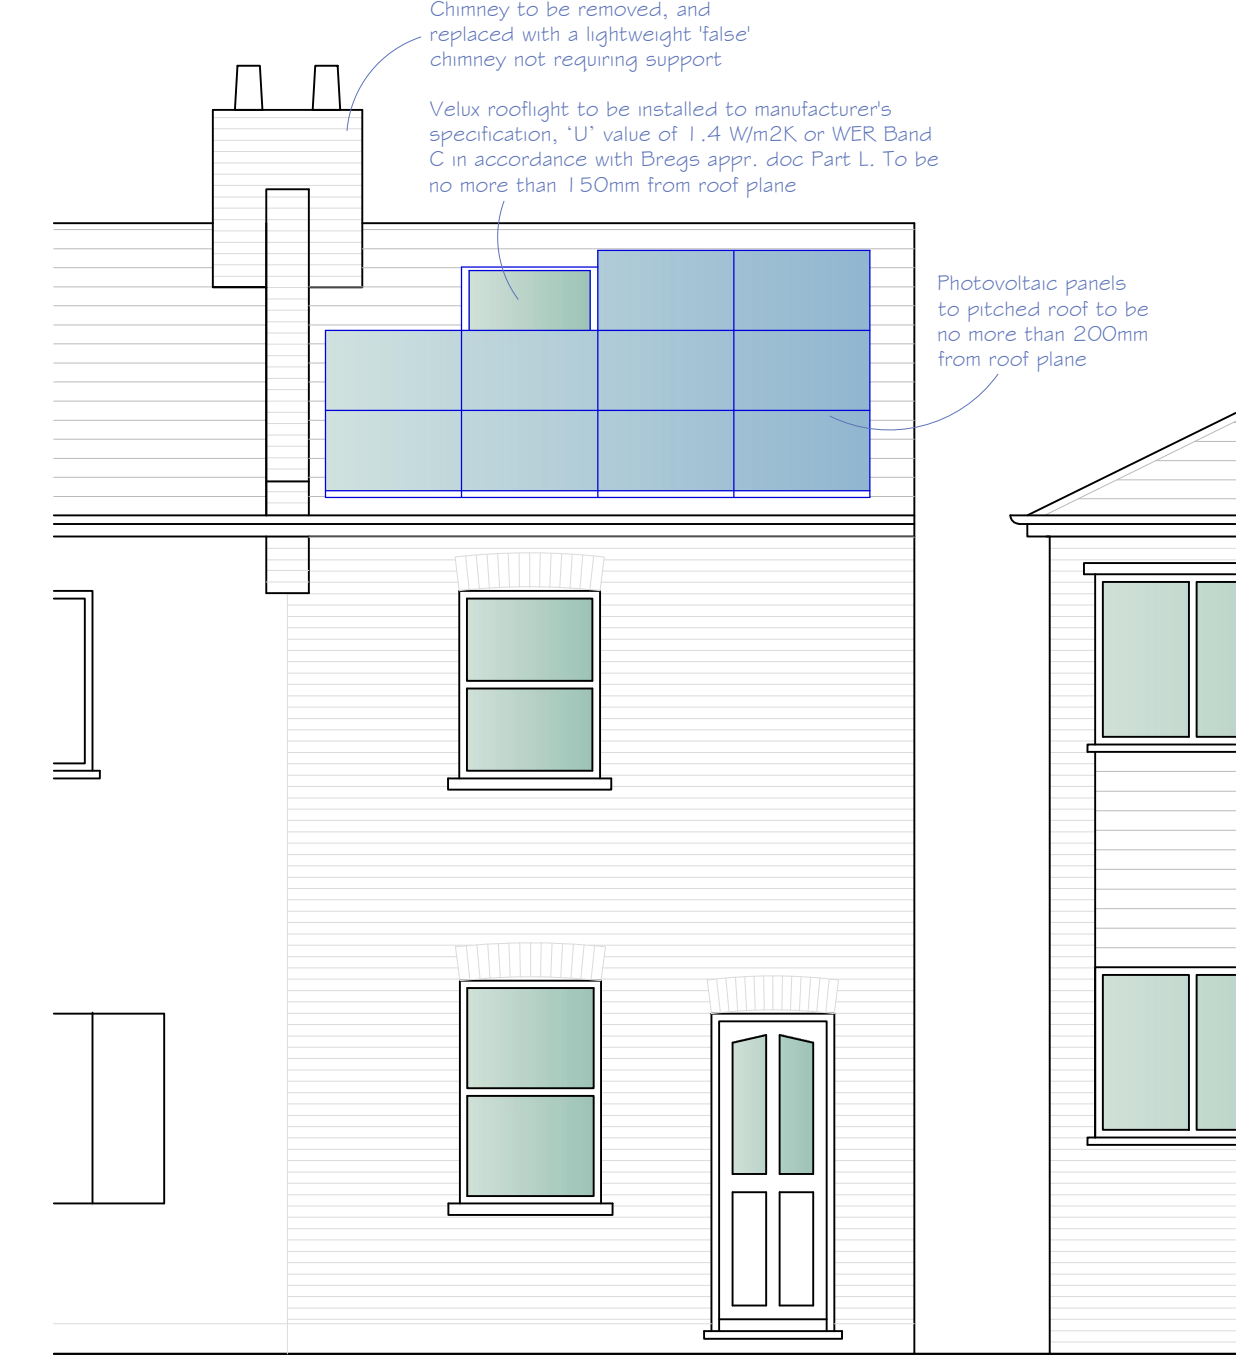 Chimney to be removed, and
replaced with a lightweight 'false'
chimney not requiring support
Velux rooflight to be installed to manufacturer's
specification, ‘U’ value of 1.4 W/m2K or WER Band
C in accordance with Bregs appr. doc Part L. To be
no more than 150mm from roof plane
Photovoltaic panels
to pitched roof to be
no more than 200mm
from roof plane